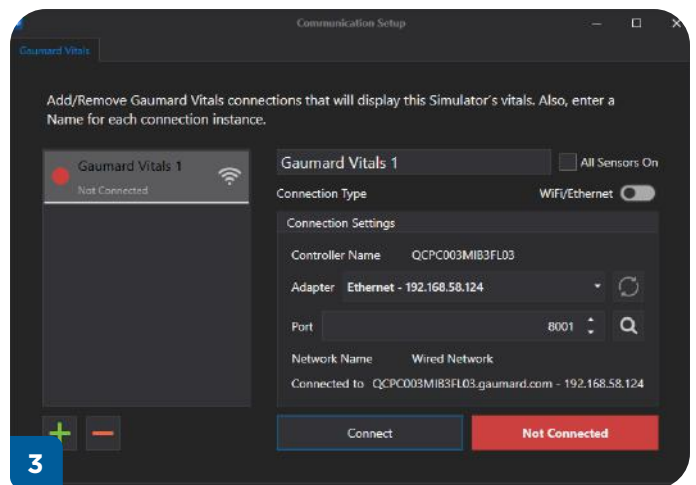 Communication Setup
Gaumard Vitals
Add/Remove Gaumard Vitals connections that will display this Simulator's vitals. Also, enter a
Name for each connection instance.
Gaumard Vitals 1
Not Connected
Gaumard Vitals 1
All Sensors On
Connection Type
WiFi/Ethernet
Connection Settings
Controller Name QCPC003MIB3FL03
Adapter Ethernet - 192.168.58.124
Port 8001
Network Name Wired Network
Connected to QCPC003MIB3FL03.gaumard.com - 192.168.58.124
Connect
Not Connected
3